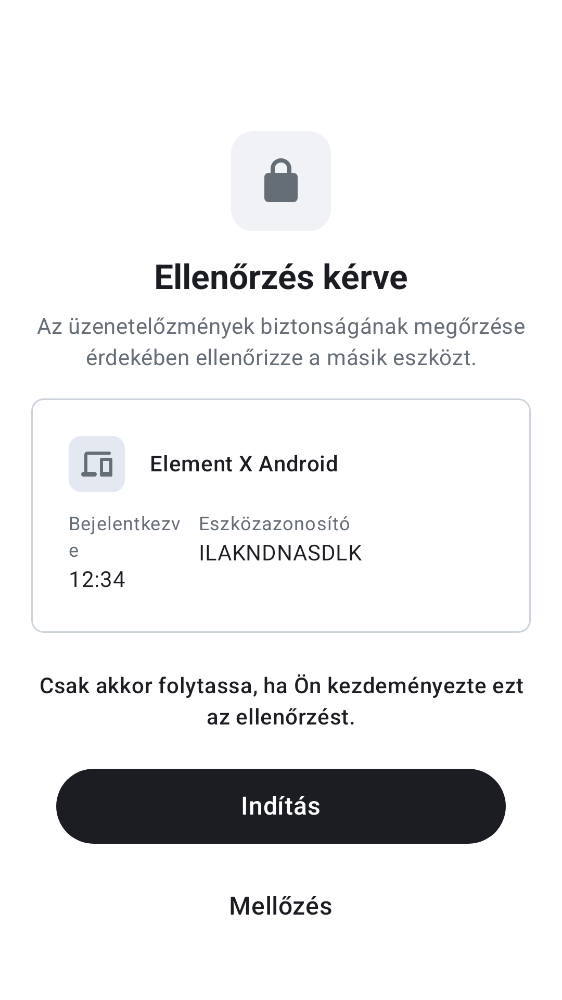 Ellenőrzés kérve
Az üzenetelőzmények biztonságának megőrzése
érdekében ellenőrizze a másik eszközt.
Element X Android
Bejelentkezv
e
12:34
Eszközazonosító
ILAKNDNASDLK
Csak akkor folytassa, ha Ön kezdeményezte ezt
az ellenőrzést.
Indítás
Mellőzés